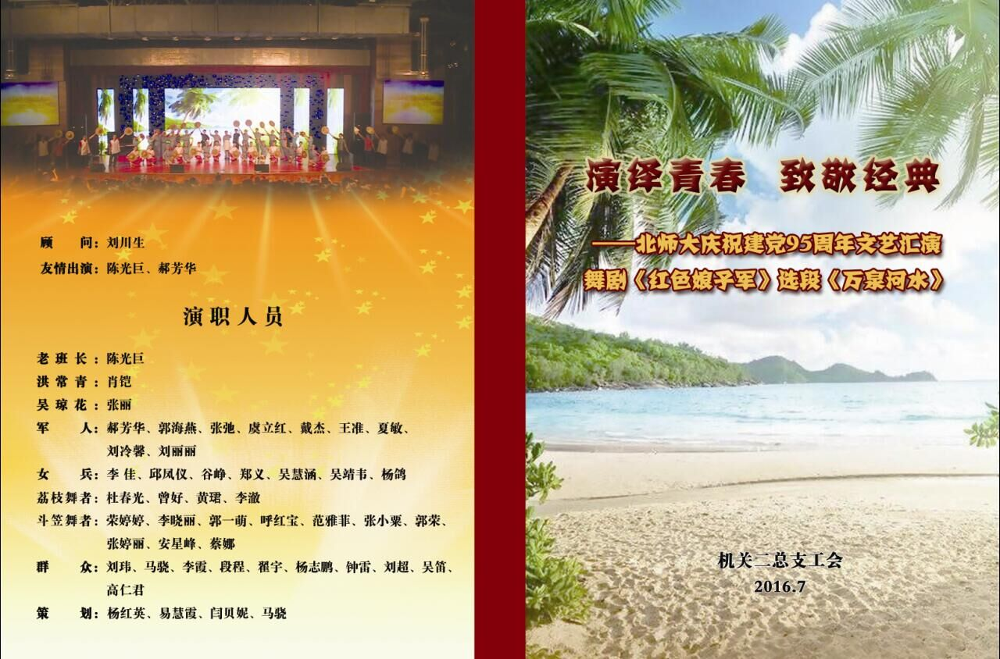 顾 问：刘川生
友情出演：陈光巨、郝芳华
演职人员
老班长：陈光巨
洪常青：肖铠
吴琼花：张丽
军 人：郝芳华、郭海燕、张弛、虞立红、戴杰、王准、夏敏、
刘冷馨、刘丽丽
女 兵：李 佳、邱凤仪、谷峥、郑义、吴慧涵、吴靖韦、杨鸽
荔枝舞者：杜春光、曾好、黄珺、李澈
斗笠舞者：荣婷婷、李晓丽、郭一萌、呼红宝、范雅菲、张小粟、郭荣、
张婷丽、安星峰、蔡娜
群 众：刘玮、马骁、李霞、段程、翟宇、杨志鹏、钟雷、刘超、吴笛、
高仁君
策 划：杨红英、易慧霞、闫贝妮、马骁
演绎青春 致敬经典
——北师大庆祝建党95周年文艺汇演
舞剧《红色娘子军》选段《万泉河水》
机关二总支工会
2016.7